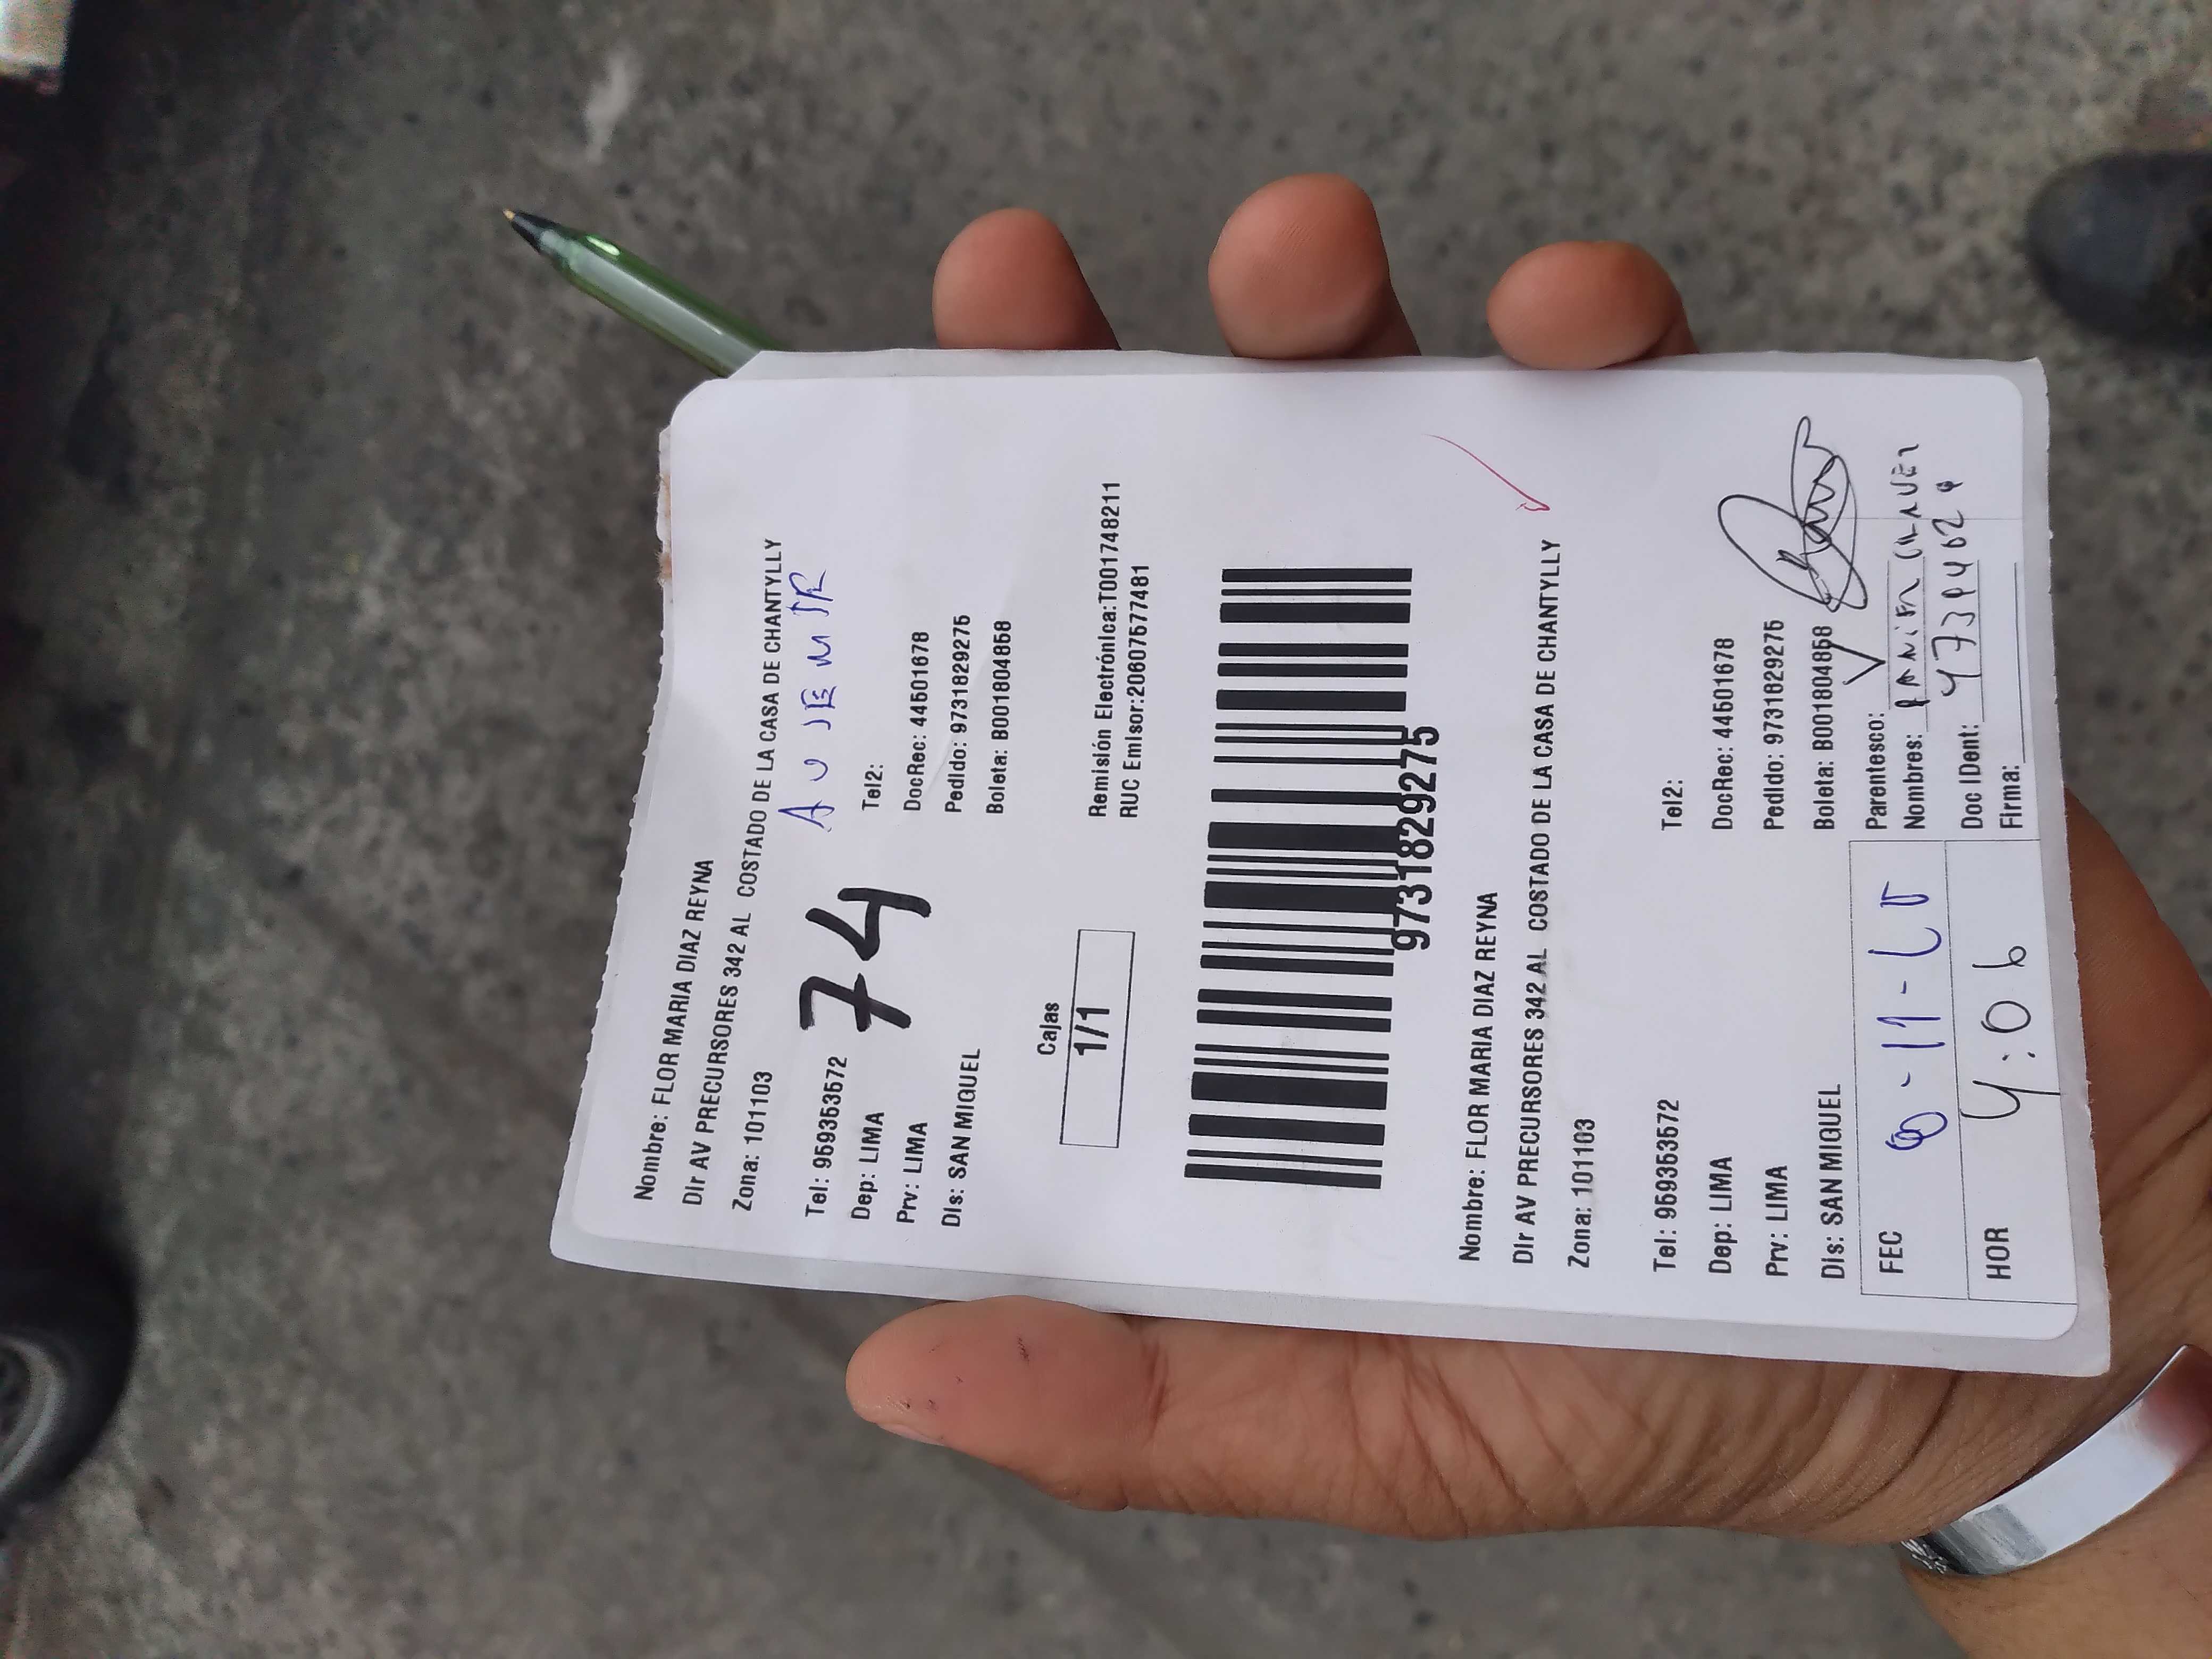 Nombre: FLOR MARIA DIAZ REYNA
Dir AV PRECURSORES 342 AL COSTADO DE LA CASA DE CHANTYLLY
Zona: 101103
Tel: 959353572
Tel2:
74
Dep: LIMA
DocRec: 44501678
Prv: LIMA
Pedido: 9731829275
Dis: SAN MIGUEL
Boleta: B001804858
Cajas
1/1
Remisión Electrónica:T001748211
RUC Emisor:20607577481
9731829275
Nombre: FLOR MARIA DIAZ REYNA
Dir AV PRECURSORES 342 AL COSTADO DE LA CASA DE CHANTYLLY
Zona: 101103
Tel: 959353572
Tel2:
Dep: LIMA
DocRec: 44501678
Prv: LIMA
Pedido: 9731829275
Dis: SAN MIGUEL
Boleta: B001804858
FEC
Parentesco:
Nombres:
HOR 4:06
Doc IDent:
Firma: